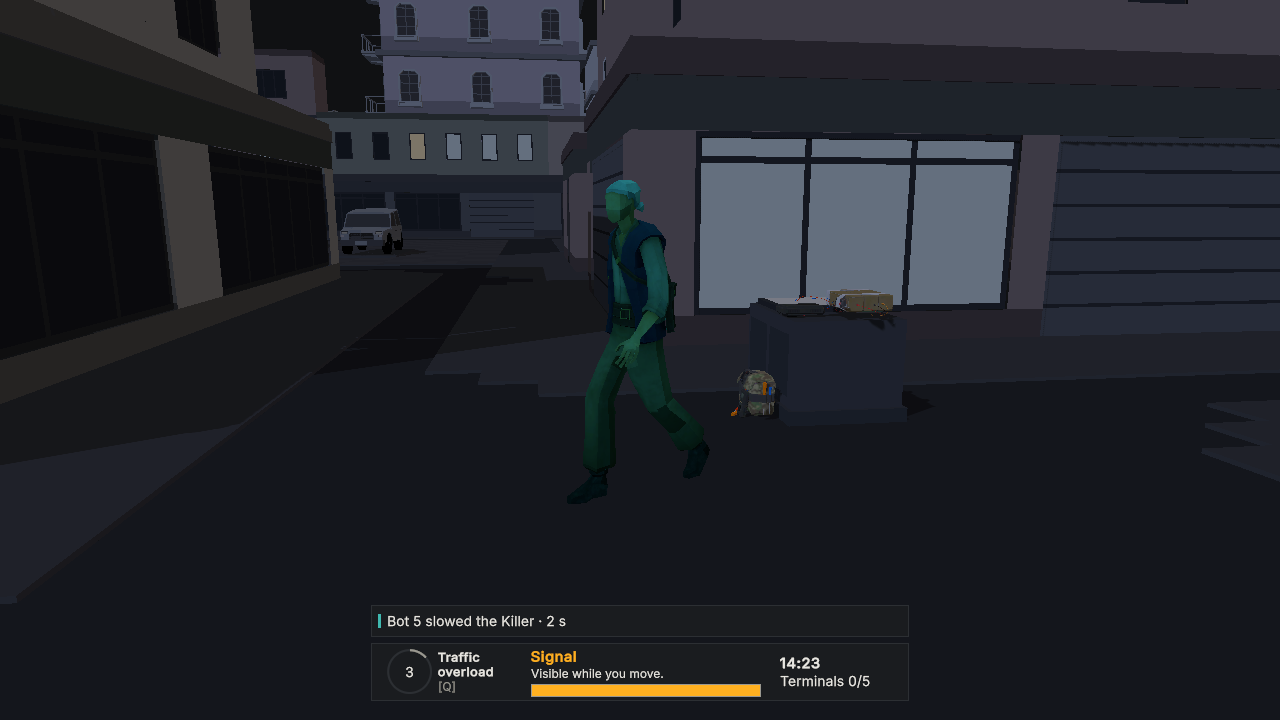 Bot 5 slowed the Killer · 2 s
3
Traffic
overload
[Q]
Signal
Visible while you move.
14:23
Terminals 0/5